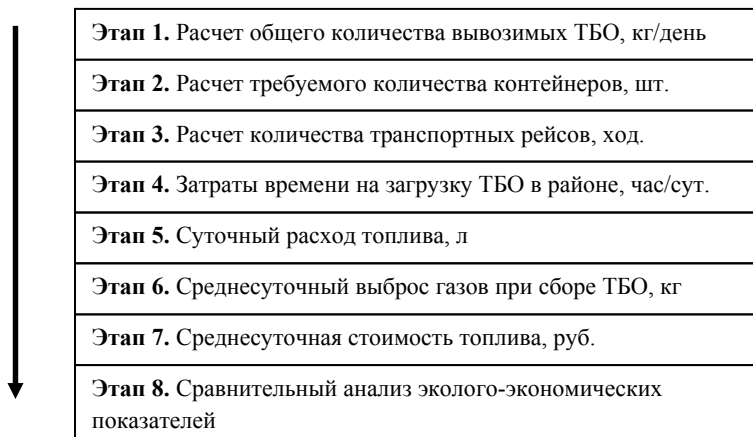 Этап 1. Расчет общего количества вывозимых ТБО, кг/день
Этап 2. Расчет требуемого количества контейнеров, шт.
Этап 3. Расчет количества транспортных рейсов, ход.
Этап 4. Затраты времени на загрузку ТБО в районе, час/сут.
Этап 5. Суточный расход топлива, л
Этап 6. Среднесуточный выброс газов при сборе ТБО, кг
Этап 7. Среднесуточная стоимость топлива, руб.
Этап 8. Сравнительный анализ эколого-экономических
показателей